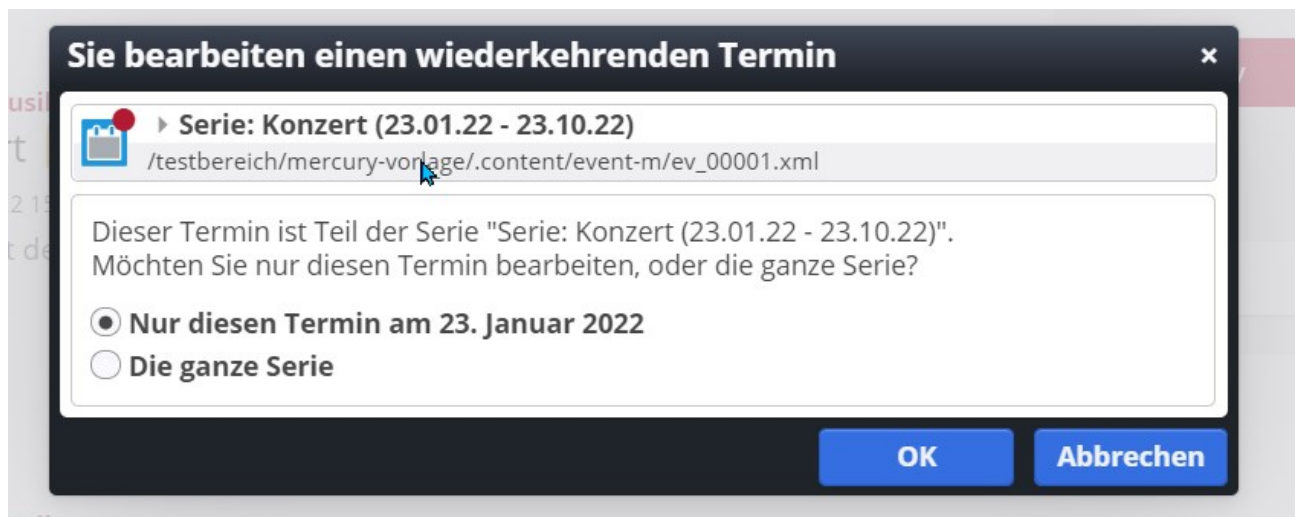 Sie bearbeiten einen wiederkehrenden Termin
Serie: Konzert (23.01.22 - 23.10.22)
/testbereich/mercury-vorlage/.content/event-m/ev_00001.xml
Dieser Termin ist Teil der Serie "Serie: Konzert (23.01.22 - 23.10.22)".
Möchten Sie nur diesen Termin bearbeiten, oder die ganze Serie?
Nur diesen Termin am 23. Januar 2022
Die ganze Serie
OK
Abbrechen